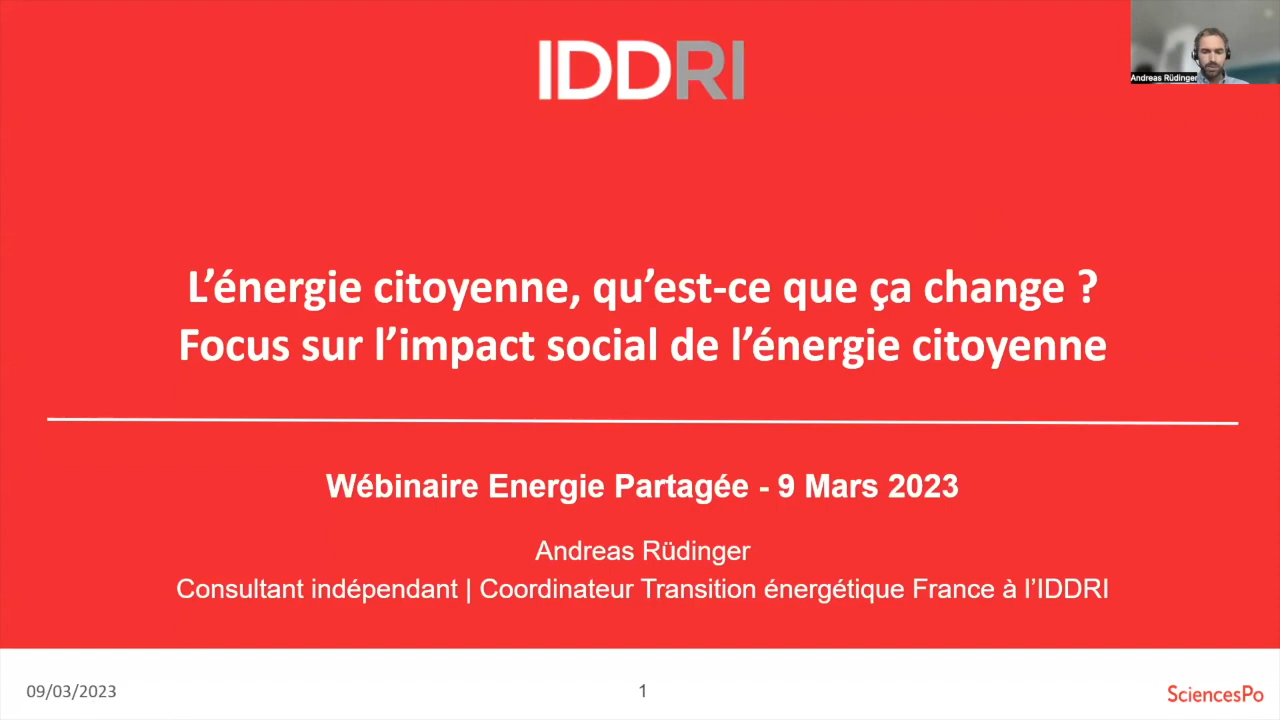 IDDRI
Andreas Rüdinger
L’énergie citoyenne, qu’est-ce que ça change ?
Focus sur l’impact social de l’énergie citoyenne
Wébinaire Energie Partagée - 9 Mars 2023
Andreas Rüdinger
Consultant indépendant | Coordinateur Transition énergétique France à l’IDDRI
09/03/2023
1
SciencesPo